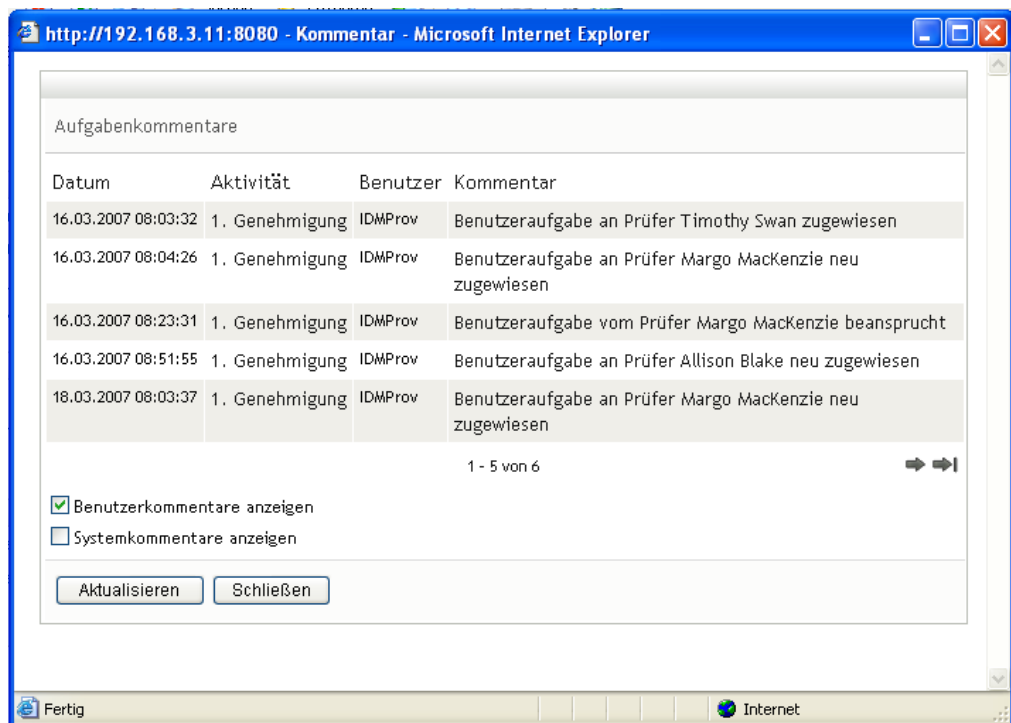 http://192.168.3.11:8080 - Kommentar - Microsoft Internet Explorer
Aufgabenkommentare
Datum Aktivität Benutzer Kommentar
16.03.2007 08:03:32 1. Genehmigung IDMProv Benutzeraufgabe an Prüfer Timothy Swan zugewiesen
16.03.2007 08:04:26 1. Genehmigung IDMProv Benutzeraufgabe an Prüfer Margo MacKenzie neu
zugewiesen
16.03.2007 08:23:31 1. Genehmigung IDMProv Benutzeraufgabe vom Prüfer Margo MacKenzie beansprucht
16.03.2007 08:51:55 1. Genehmigung IDMProv Benutzeraufgabe an Prüfer Allison Blake neu zugewiesen
18.03.2007 08:03:37 1. Genehmigung IDMProv Benutzeraufgabe an Prüfer Margo MacKenzie neu
zugewiesen
1 - 5 von 6
Benutzerkommentare anzeigen
Systemkommentare anzeigen
Aktualisieren Schließen
Fertig Internet